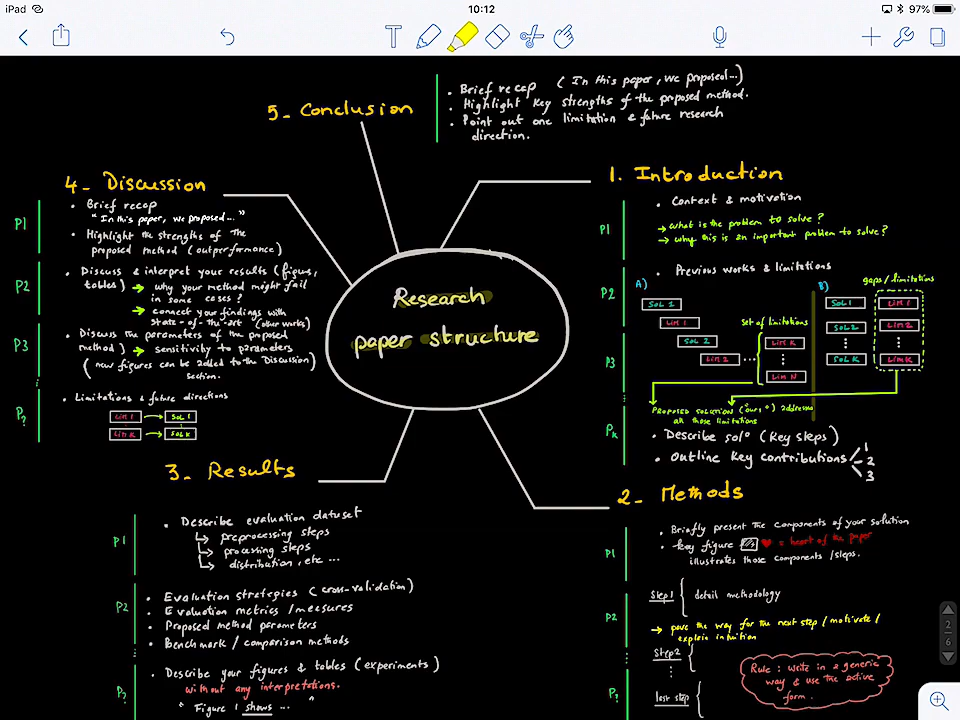 iPad
10:12
97%
Research
paper structure
1. Introduction
P1
• Context & motivation
→ What is the problem to solve?
→ why this is an important problem to solve?
P2
• Previous works & limitations
gaps/limitations
A)
SOL 1
LIM 1
SOL 2
LIM 2
...
set of limitations
LIM K
⋮
LIM N
B)
SOL 1
LIM 1
SOL 2
LIM 2
⋮
SOL K
LIM K
P3
PROPOSED SOLUTION ("ours") addresses
all those limitations
PK
• Describe sol° (key steps)
• Outline key contributions
1
2
3
2_ Methods
P1
• Briefly present the components of your solution
• key figure ♥ = heart of the paper
illustrates those components/steps.
P2
Step1
detail methodology
→ pave the way for the next step / motivate /
explain intuition
Step2
⋮
P?
last step
Rule: write in a generic
way & use the active
form.
3. Results
P1
• Describe evaluation dataset
↳ preprocessing steps
↳ processing steps
↳ distribution, etc...
P2
• Evaluation strategies (cross-validation)
• Evaluation metrics / measures
• Proposed method parameters
• Benchmark / comparison methods
P?
• Describe your figures & tables (experiments)
without any interpretations.
" Figure 1 shows ... "
4_ Discussion
P1
• Brief recap
"In this paper, we proposed..."
• Highlight the strengths of the
proposed method (outperformance)
P2
• Discuss & interpret your results (figures,
tables) → why your method might fail
in some cases?
→ connect your findings with
state-of-the-art (other works)
P3
• Discuss the parameters of the proposed
method) → sensitivity to parameters
(new figures can be added to the Discussion)
section.
P?
• Limitations & future directions
LIM 1 → SOL 1
LIM K → SOL K
5_ Conclusion
• Brief recap (In this paper, we proposed...)
• Highlight key strengths of the proposed method.
• Point out one limitation & future research
direction.
2
6